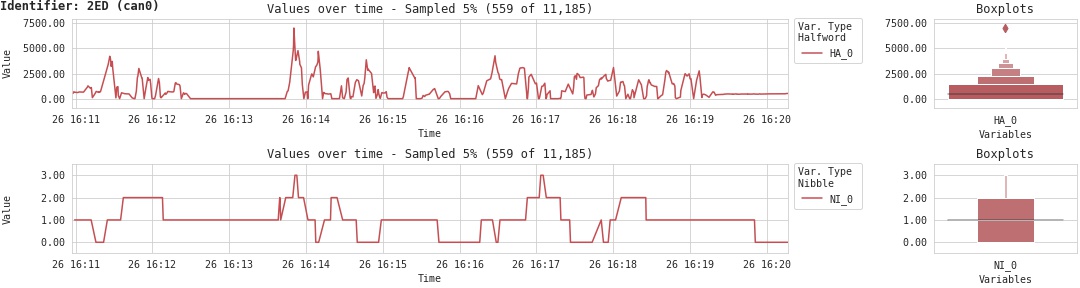 Identifier: 2ED (can0)
Values over time - Sampled 5% (559 of 11,185)
Value
7500.00
5000.00
2500.00
0.00
26 16:11 26 16:12 26 16:13 26 16:14 26 16:15 26 16:16 26 16:17 26 16:18 26 16:19 26 16:20
Time
Var. Type
Halfword
HA_0
Boxplots
7500.00
5000.00
2500.00
0.00
HA_0
Variables
Values over time - Sampled 5% (559 of 11,185)
Value
3.00
2.00
1.00
0.00
26 16:11 26 16:12 26 16:13 26 16:14 26 16:15 26 16:16 26 16:17 26 16:18 26 16:19 26 16:20
Time
Var. Type
Nibble
NI_0
Boxplots
3.00
2.00
1.00
0.00
NI_0
Variables